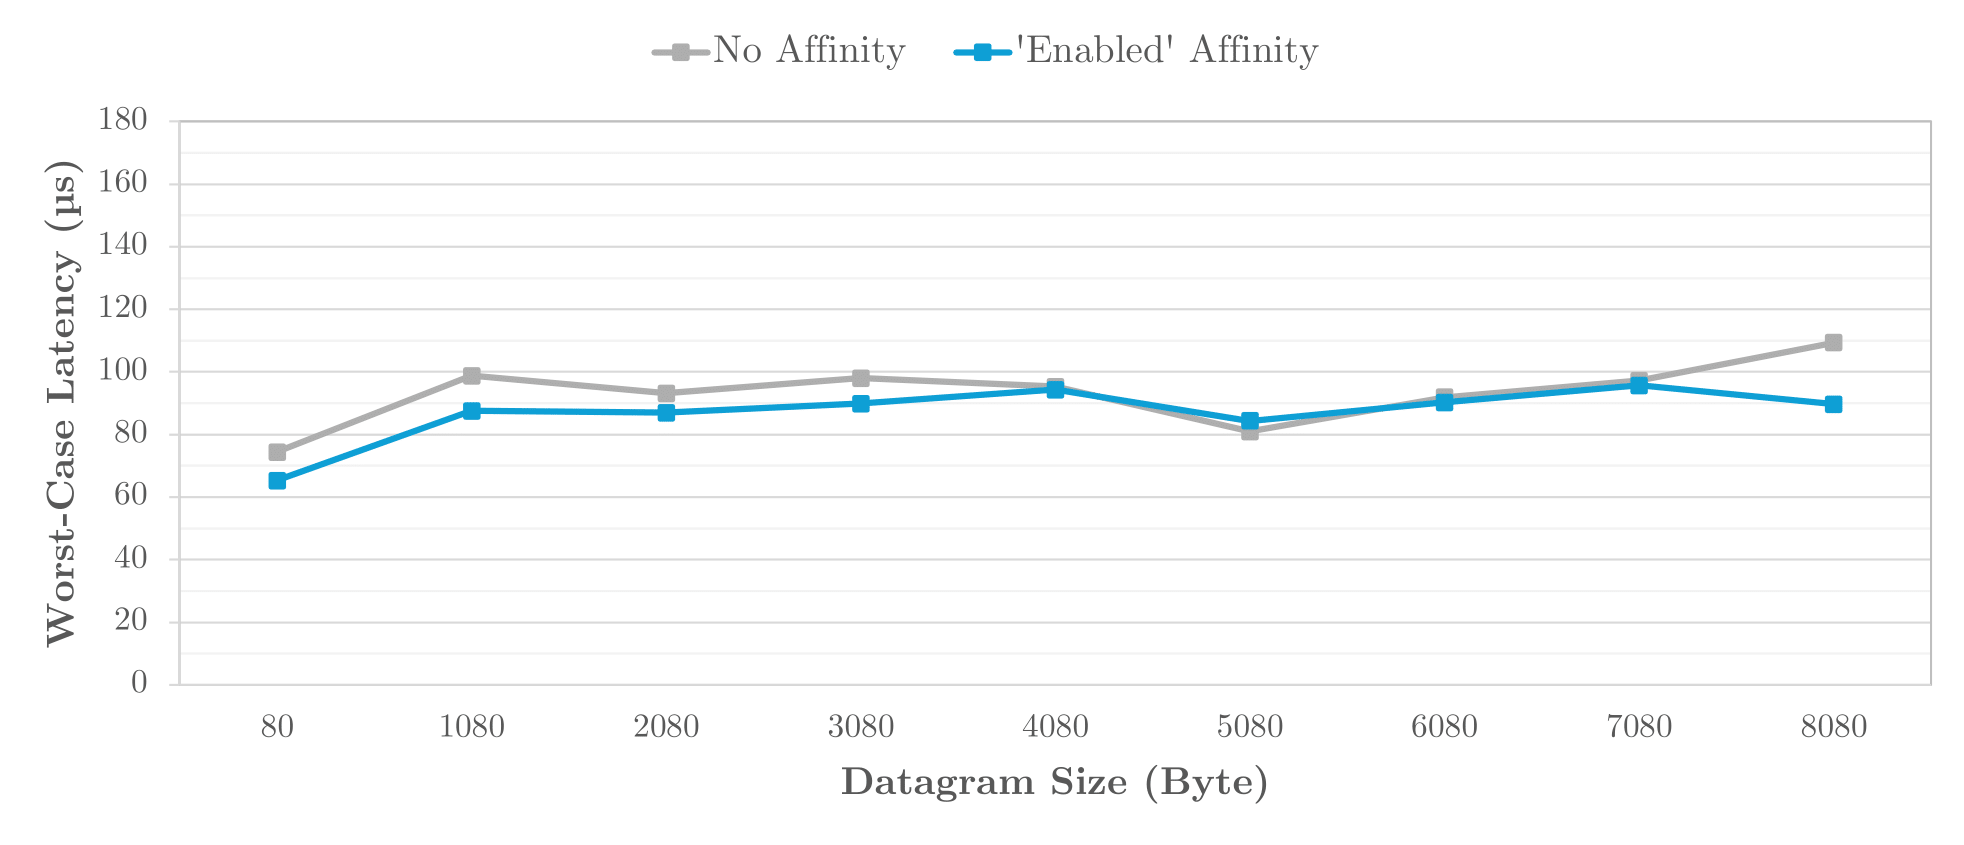 No Affinity 'Enabled' Affinity
Worst-Case Latency (µs)
180
160
140
120
100
80
60
40
20
0
80 1080 2080 3080 4080 5080 6080 7080 8080
Datagram Size (Byte)